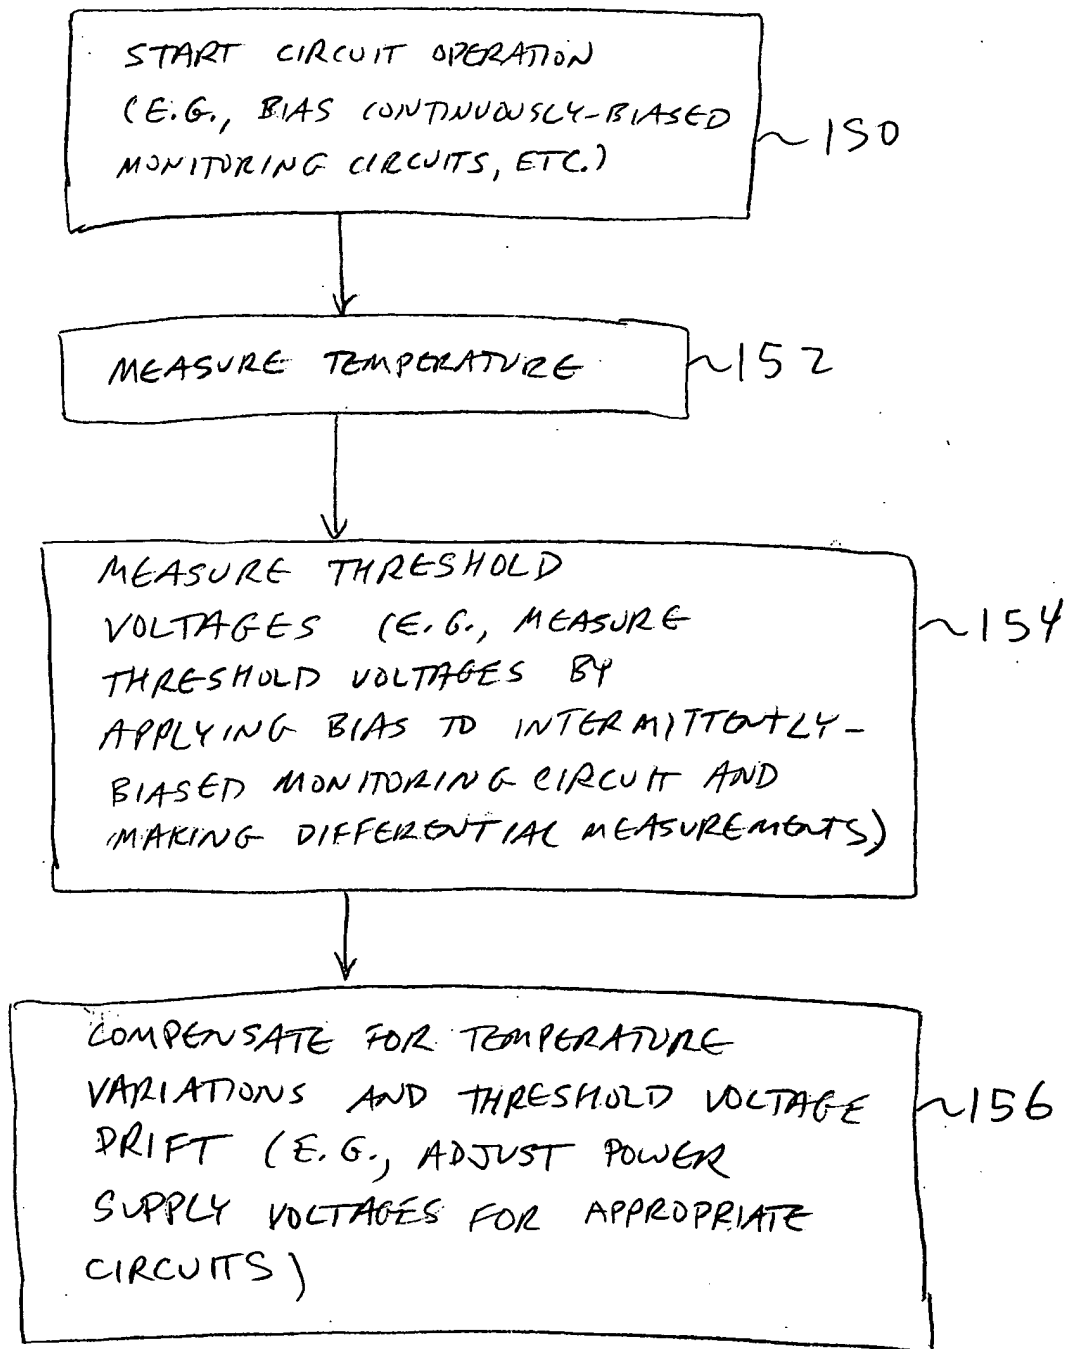 START CIRCUIT OPERATION
(E.G., BIAS CONTINUOUSLY-BIASED
MONITORING CIRCUITS, ETC.)
~150
MEASURE TEMPERATURE
~152
MEASURE THRESHOLD
VOLTAGES (E.G., MEASURE
THRESHOLD VOLTAGES BY
APPLYING BIAS TO INTERMITTENTLY-
BIASED MONITORING CIRCUIT AND
MAKING DIFFERENTIAL MEASUREMENTS)
~154
COMPENSATE FOR TEMPERATURE
VARIATIONS AND THRESHOLD VOLTAGE
DRIFT (E.G., ADJUST POWER
SUPPLY VOLTAGES FOR APPROPRIATE
CIRCUITS)
~156